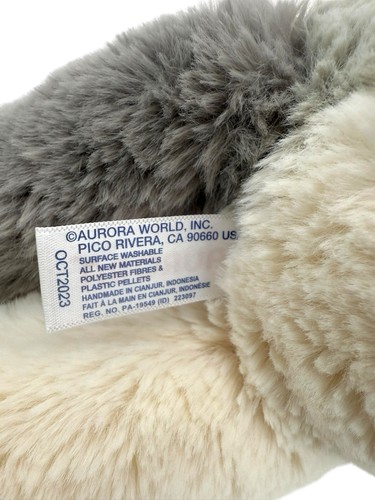 ©AURORA WORLD, INC.
PICO RIVERA, CA 90660 US
SURFACE WASHABLE
ALL NEW MATERIALS
POLYESTER FIBRES &
PLASTIC PELLETS
HANDMADE IN CIANJUR, INDONESIA
FAIT À LA MAIN EN CIANJUR, INDONÉSIE
REG. NO. PA-19549 (ID) 223097
OCT2023